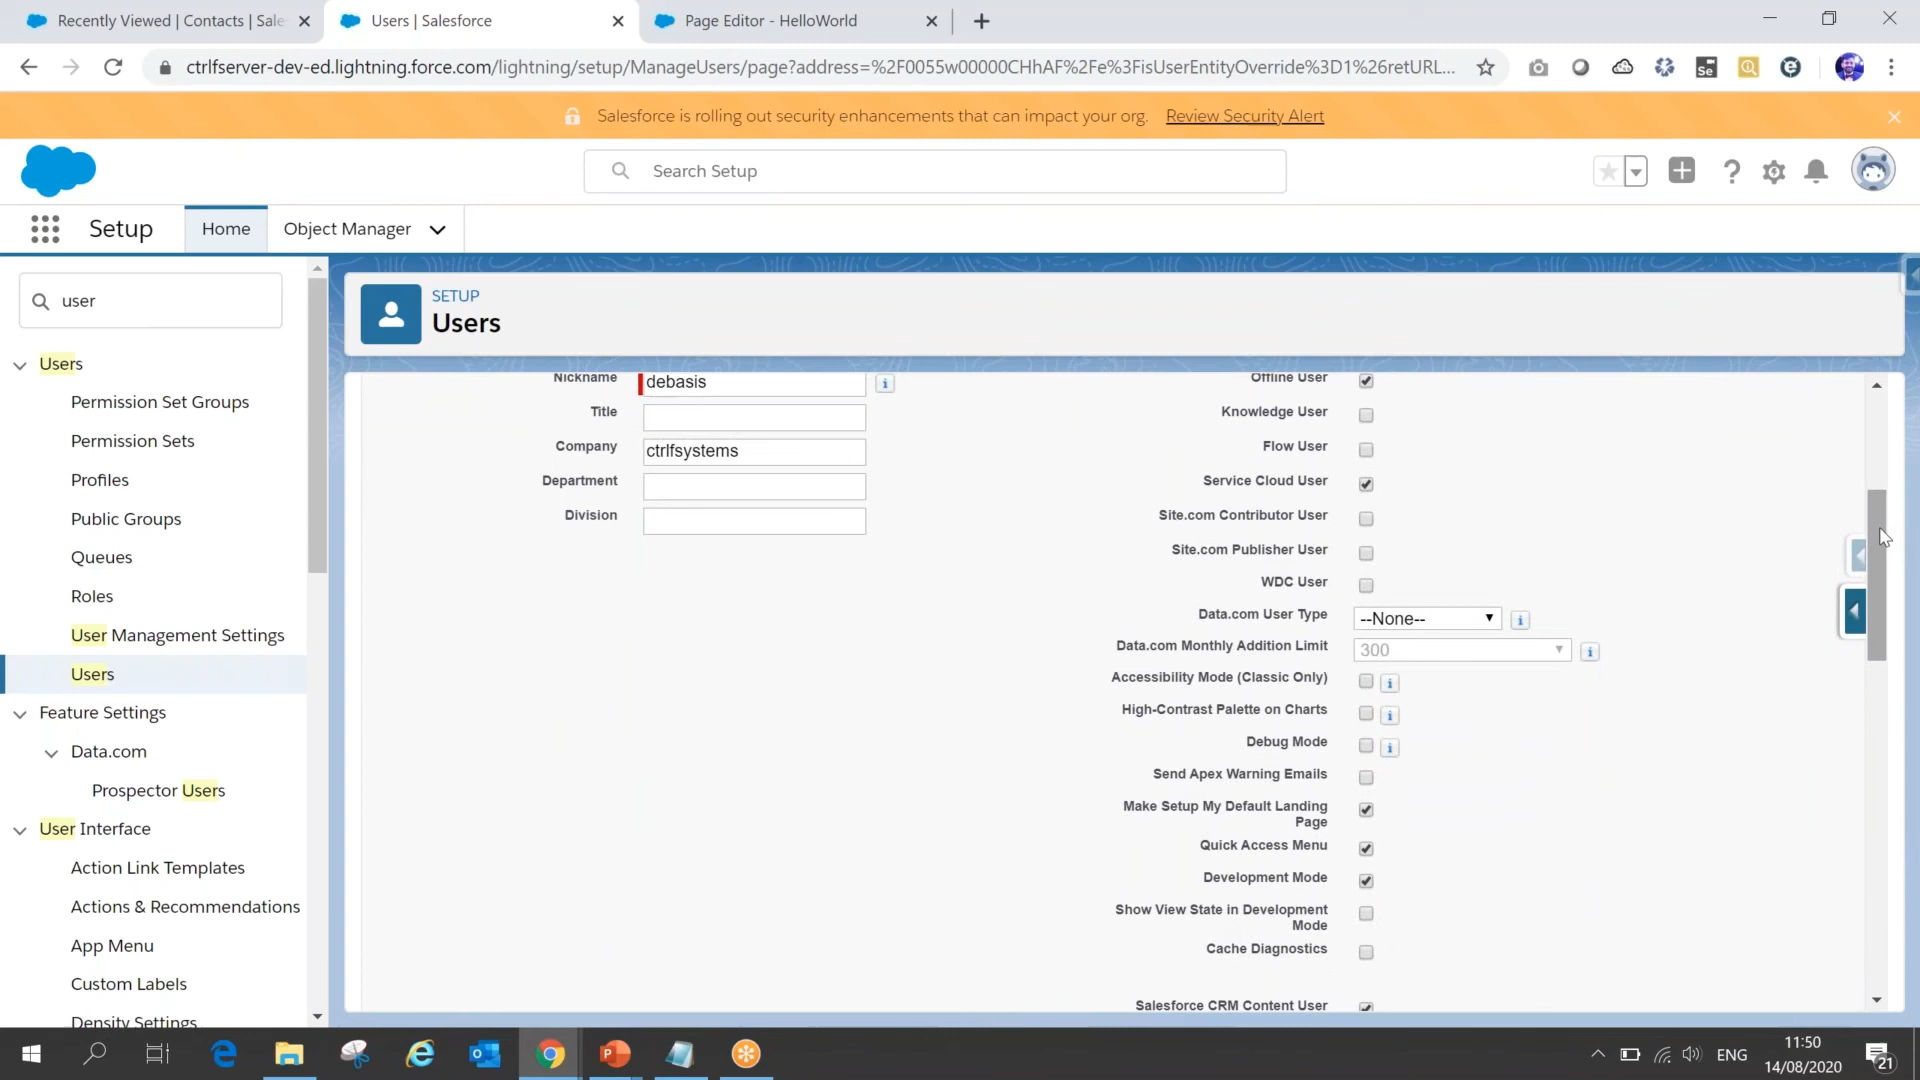 Recently Viewed | Contacts | Sale
Users | Salesforce
Page Editor - HelloWorld
ctrlfserver-dev-ed.lightning.force.com/lightning/setup/ManageUsers/page?address=%2F0055w00000CHhAF%2Fe%3FisUserEntityOverride%3D1%26retURL...
Se
Salesforce is rolling out security enhancements that can impact your org. Review Security Alert
Search Setup
Setup
Home
Object Manager
user
SETUP
Users
Users
Permission Set Groups
Permission Sets
Profiles
Public Groups
Queues
Roles
User Management Settings
Users
Feature Settings
Data.com
Prospector Users
User Interface
Action Link Templates
Actions & Recommendations
App Menu
Custom Labels
Density Settings
Nickname debasis
Title
Company ctrlfsystems
Department
Division
Offline User
Knowledge User
Flow User
Service Cloud User
Site.com Contributor User
Site.com Publisher User
WDC User
Data.com User Type --None--
Data.com Monthly Addition Limit 300
Accessibility Mode (Classic Only)
High-Contrast Palette on Charts
Debug Mode
Send Apex Warning Emails
Make Setup My Default Landing
Page
Quick Access Menu
Development Mode
Show View State in Development
Mode
Cache Diagnostics
Salesforce CRM Content User
ENG
11:50
14/08/2020
21